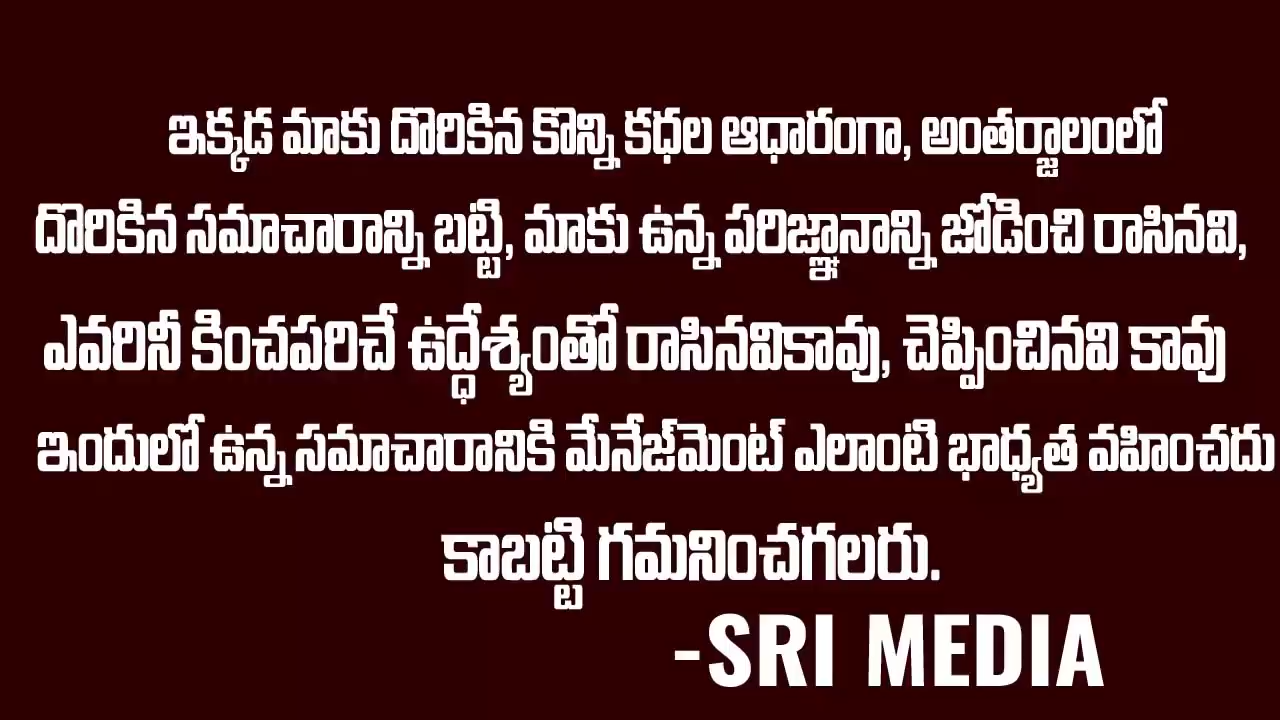 ఇక్కడ మాకు దొరికిన కొన్ని కధల ఆధారంగా, అంతర్జాలంలో
దొరికిన సమాచారాన్ని బట్టి, మాకు ఉన్న పరిజ్ఞానాన్ని జోడించి రాసినవి,
ఎవరినీ కించపరిచే ఉద్ధేశ్యంతో రాసినవికావు, చెప్పించినవి కావు
ఇందులో ఉన్న సమాచారానికి మేనేజ్‌మెంట్ ఎలాంటి భాధ్యత వహించదు
కాబట్టి గమనించగలరు.
-SRI MEDIA